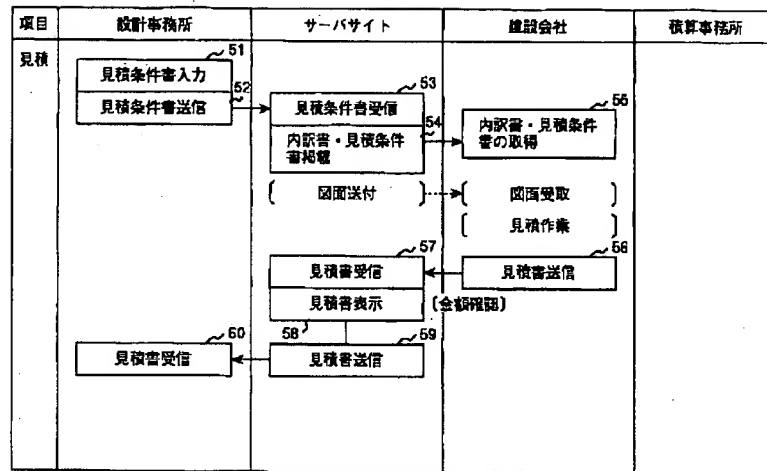 項目 設計事務所 サーバサイト 建設会社 積算事務所
見積
51
見積条件書入力
52
見積条件書送信
53
見積条件書受信
54
内訳書・見積条件
書掲載
55
内訳書・見積条件
書の取得
図面送付
図面受取
見積作業
57
見積書受信
56
見積書送信
見積書表示
(金額確認)
58
59
見積書送信
60
見積書受信